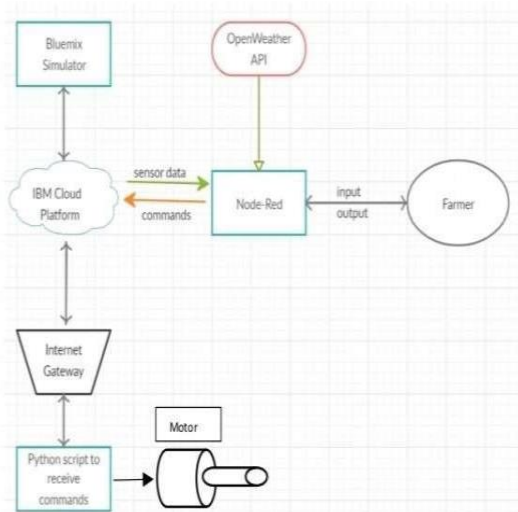 Bluemix
Simulator
OpenWeather
API
sensor data
IBM Cloud
Platform
commands
Node-Red
input
output
Farmer
Internet
Gateway
Motor
Python script to
receive
commands